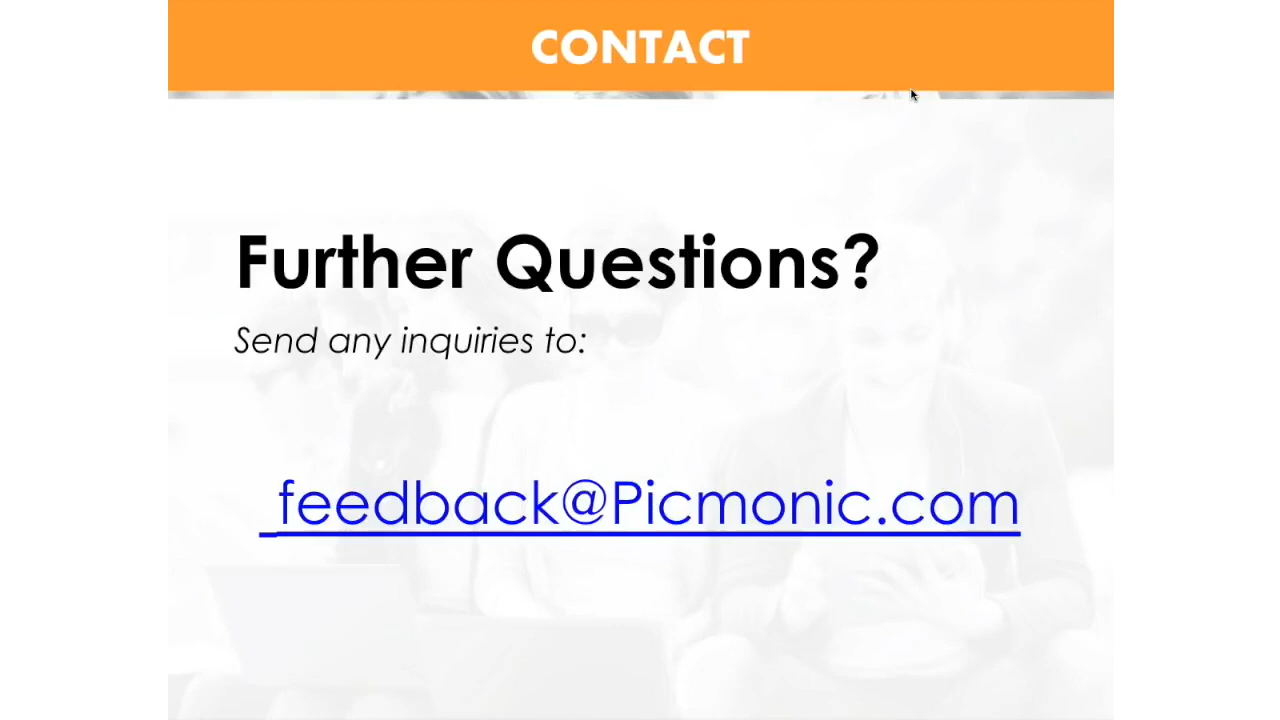 CONTACT
Further Questions?
Send any inquiries to:
feedback@Picmonic.com